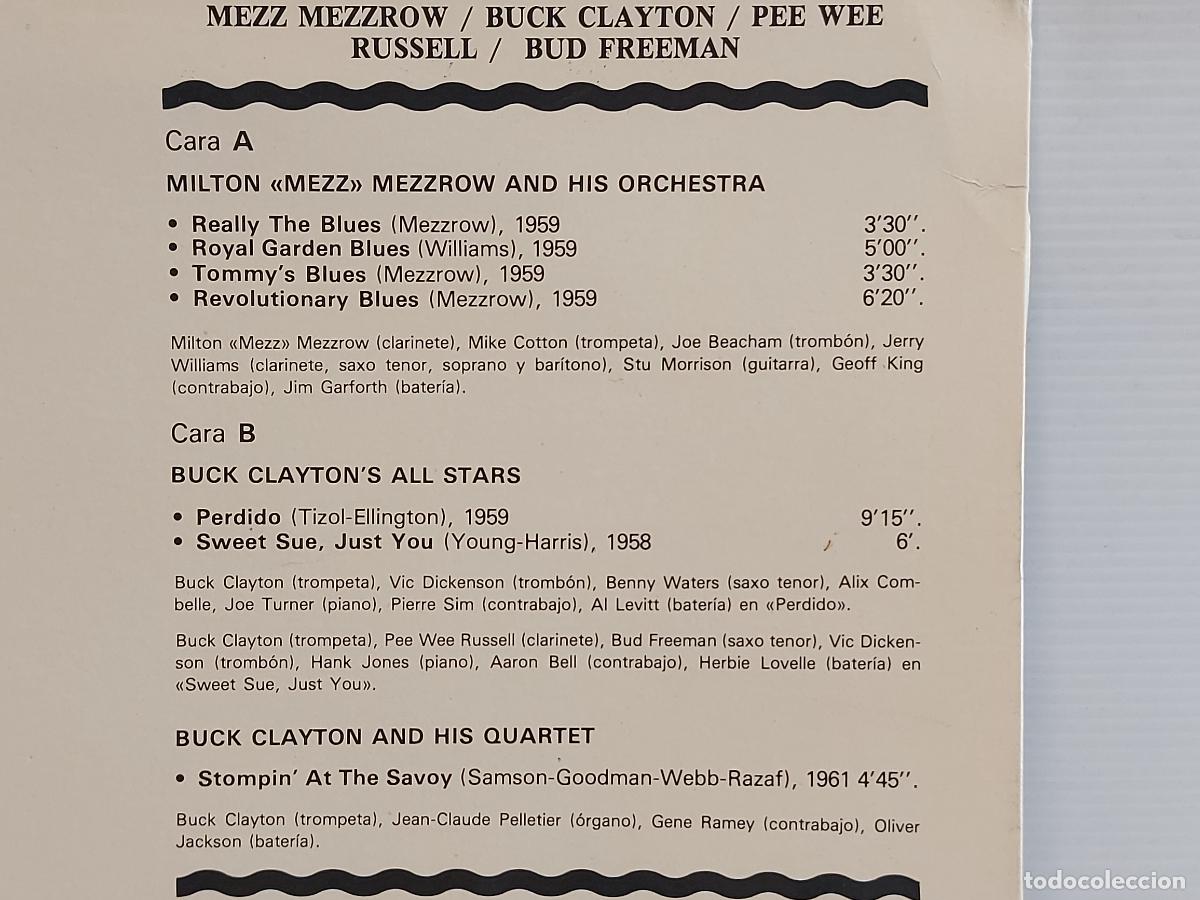 MEZZ MEZZROW / BUCK CLAYTON / PEE WEE
RUSSELL / BUD FREEMAN
Cara A
MILTON «MEZZ» MEZZROW AND HIS ORCHESTRA
• Really The Blues (Mezzrow), 1959 3’30’’.
• Royal Garden Blues (Williams), 1959 5’00’’.
• Tommy’s Blues (Mezzrow), 1959 3’30’’.
• Revolutionary Blues (Mezzrow), 1959 6’20’’.
Milton «Mezz» Mezzrow (clarinete), Mike Cotton (trompeta), Joe Beacham (trombón), Jerry
Williams (clarinete, saxo tenor, soprano y barítono), Stu Morrison (guitarra), Geoff King
(contrabajo), Jim Garforth (batería).
Cara B
BUCK CLAYTON’S ALL STARS
• Perdido (Tizol-Ellington), 1959 9’15’’.
• Sweet Sue, Just You (Young-Harris), 1958 6’.
Buck Clayton (trompeta), Vic Dickenson (trombón), Benny Waters (saxo tenor), Alix Com-
belle, Joe Turner (piano), Pierre Sim (contrabajo), Al Levitt (batería) en «Perdido».
Buck Clayton (trompeta), Pee Wee Russell (clarinete), Bud Freeman (saxo tenor), Vic Dicken-
son (trombón), Hank Jones (piano), Aaron Bell (contrabajo), Herbie Lovelle (batería) en
«Sweet Sue, Just You».
BUCK CLAYTON AND HIS QUARTET
• Stompin’ At The Savoy (Samson-Goodman-Webb-Razaf), 1961 4’45’’.
Buck Clayton (trompeta), Jean-Claude Pelletier (órgano), Gene Ramey (contrabajo), Oliver
Jackson (batería).
todocoleccion